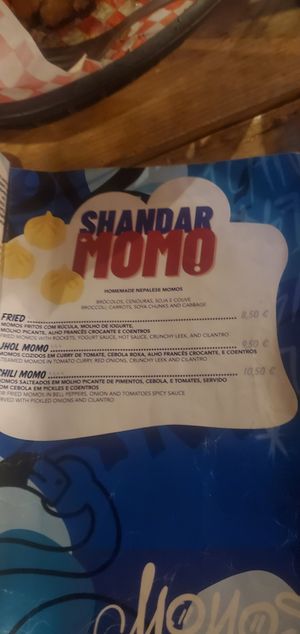 SHANDAR
MOMO
HOMEMADE NEPALESE MOMOS
BRÓCOLOS, CENOURAS, SOJA E COUVE
BROCCOLI, CARROTS, SOYA CHUNKS AND CABBAGE
FRIED 8,50 €
MOMOS FRITOS COM RÚCULA, MOLHO DE IOGURTE,
MOLHO PICANTE, ALHO FRANCÊS CROCANTE E COENTROS
FRIED MOMOS WITH ROCKETS, YOGURT SAUCE, HOT SAUCE, CRUNCHY LEEK, AND CILANTRO
JHOL MOMO 9,50 €
MOMOS COZIDOS EM CURRY DE TOMATE, CEBOLA ROXA, ALHO FRANCÊS CROCANTE, E COENTROS
STEAMED MOMOS IN TOMATO CURRY, RED ONIONS, CRUNCHY LEEK AND CILANTRO
CHILI MOMO 10,50 €
MOMOS SALTEADOS EM MOLHO PICANTE DE PIMENTOS, CEBOLA, E TOMATES, SERVIDO
COM CEBOLA EM PICKLES E COENTROS
FRIED MOMOS IN BELL PEPPERS, ONION AND TOMATOES SPICY SAUCE
SERVED WITH PICKLED ONIONS AND CILANTRO
Momos